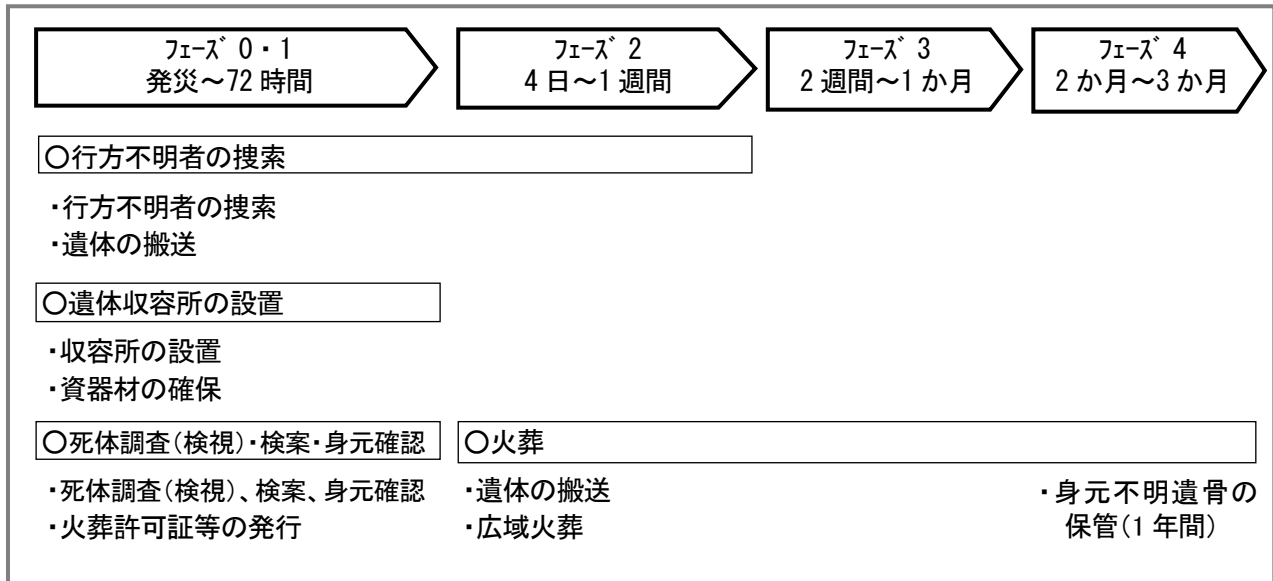 ﾌｪｰｽﾞ 0・1
発災～72 時間
ﾌｪｰｽﾞ 2
4 日～1 週間
ﾌｪｰｽﾞ 3
2 週間～1 か月
ﾌｪｰｽﾞ 4
2 か月～3 か月
○行方不明者の捜索
・行方不明者の捜索
・遺体の搬送
○遺体収容所の設置
・収容所の設置
・資器材の確保
○死体調査(検視)・検案・身元確認
・死体調査(検視)、検案、身元確認
・火葬許可証等の発行
○火葬
・遺体の搬送
・広域火葬
・身元不明遺骨の
保管(1 年間)